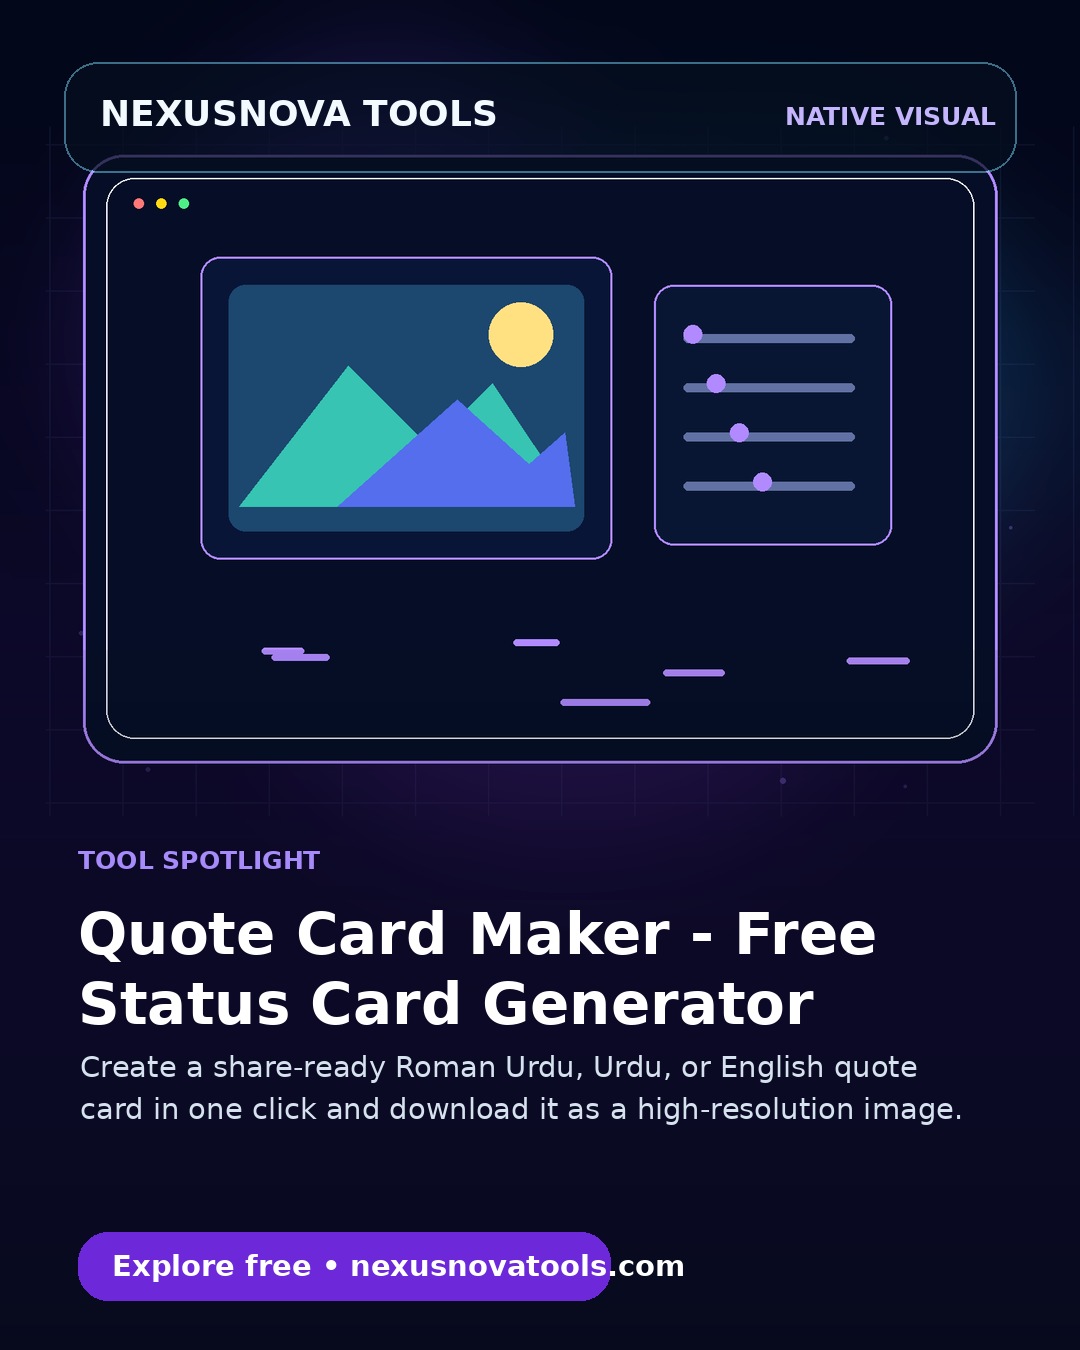 NEXUSNOVA TOOLS
NATIVE VISUAL
TOOL SPOTLIGHT
Quote Card Maker - Free
Status Card Generator
Create a share-ready Roman Urdu, Urdu, or English quote
card in one click and download it as a high-resolution image.
Explore free • nexusnovatools.com